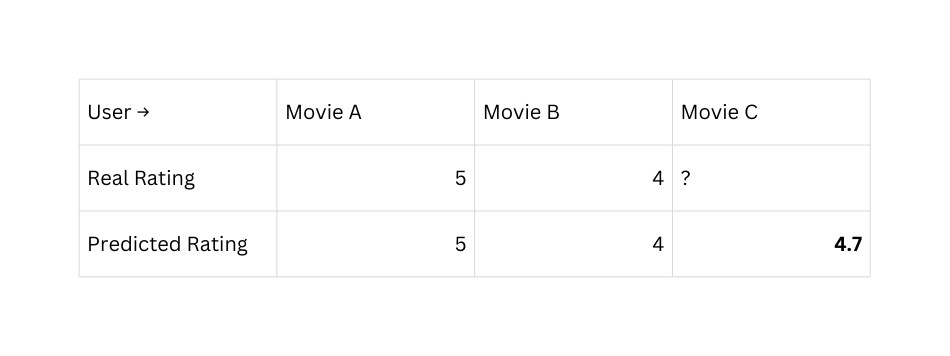 User → Movie A Movie B Movie C
Real Rating 5 4 ?
Predicted Rating 5 4 4.7